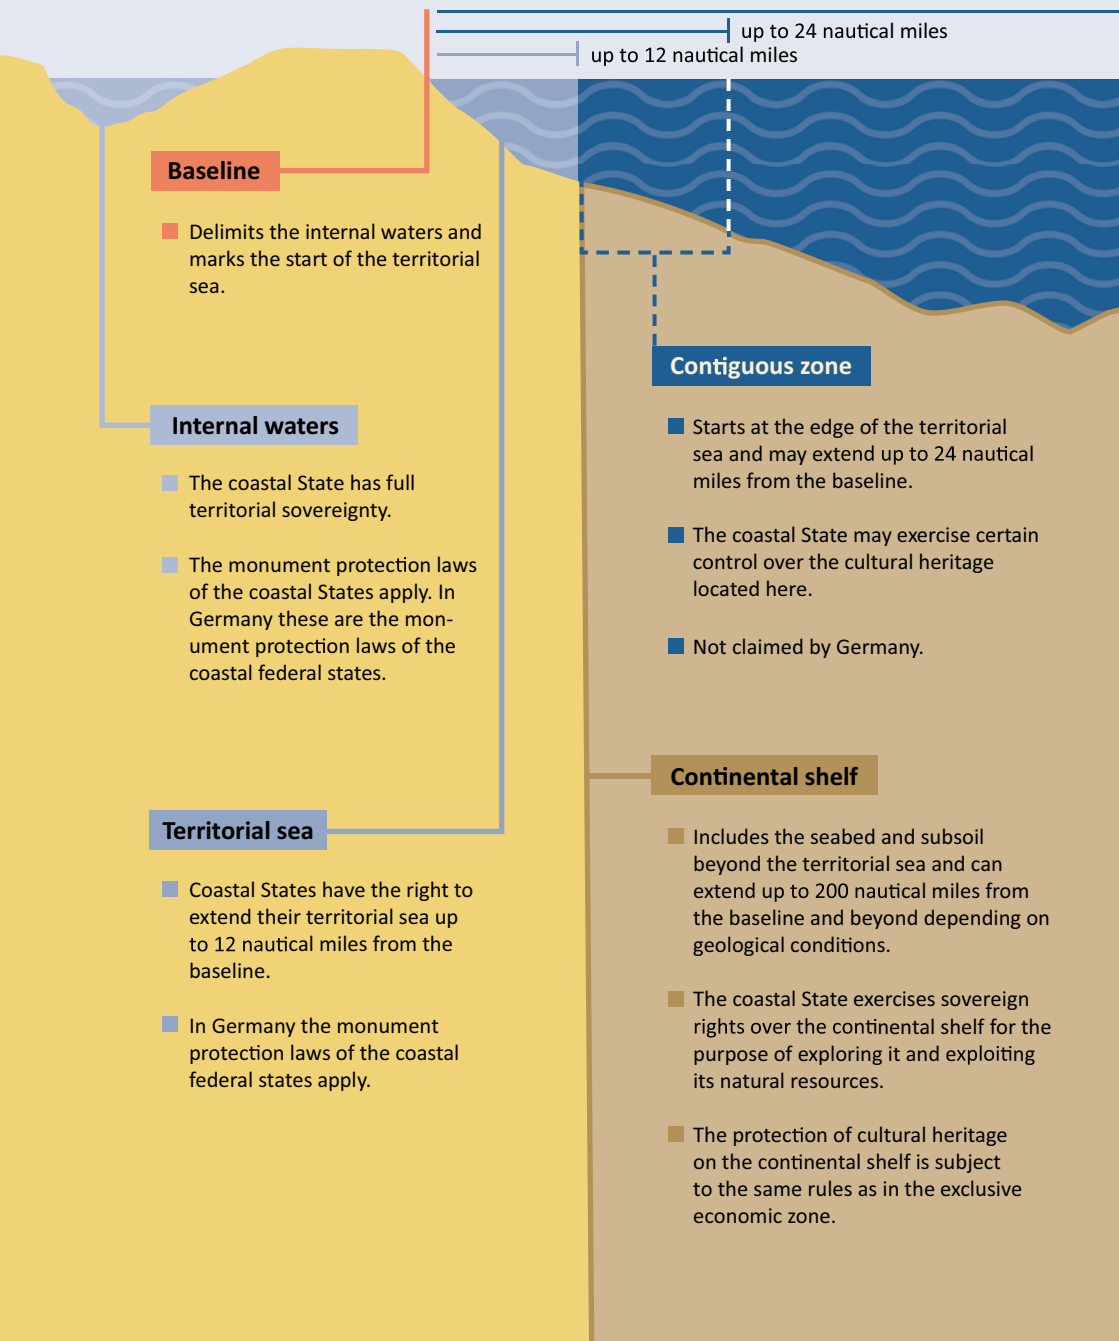 up to 24 nautical miles
up to 12 nautical miles
Baseline
Delimits the internal waters and
marks the start of the territorial
sea.
Internal waters
The coastal State has full
territorial sovereignty.
The monument protection laws
of the coastal States apply. In
Germany these are the mon-
ument protection laws of the
coastal federal states.
Territorial sea
Coastal States have the right to
extend their territorial sea up
to 12 nautical miles from the
baseline.
In Germany the monument
protection laws of the coastal
federal states apply.
Contiguous zone
Starts at the edge of the territorial
sea and may extend up to 24 nautical
miles from the baseline.
The coastal State may exercise certain
control over the cultural heritage
located here.
Not claimed by Germany.
Continental shelf
Includes the seabed and subsoil
beyond the territorial sea and can
extend up to 200 nautical miles from
the baseline and beyond depending on
geological conditions.
The coastal State exercises sovereign
rights over the continental shelf for the
purpose of exploring it and exploiting
its natural resources.
The protection of cultural heritage
on the continental shelf is subject
to the same rules as in the exclusive
economic zone.